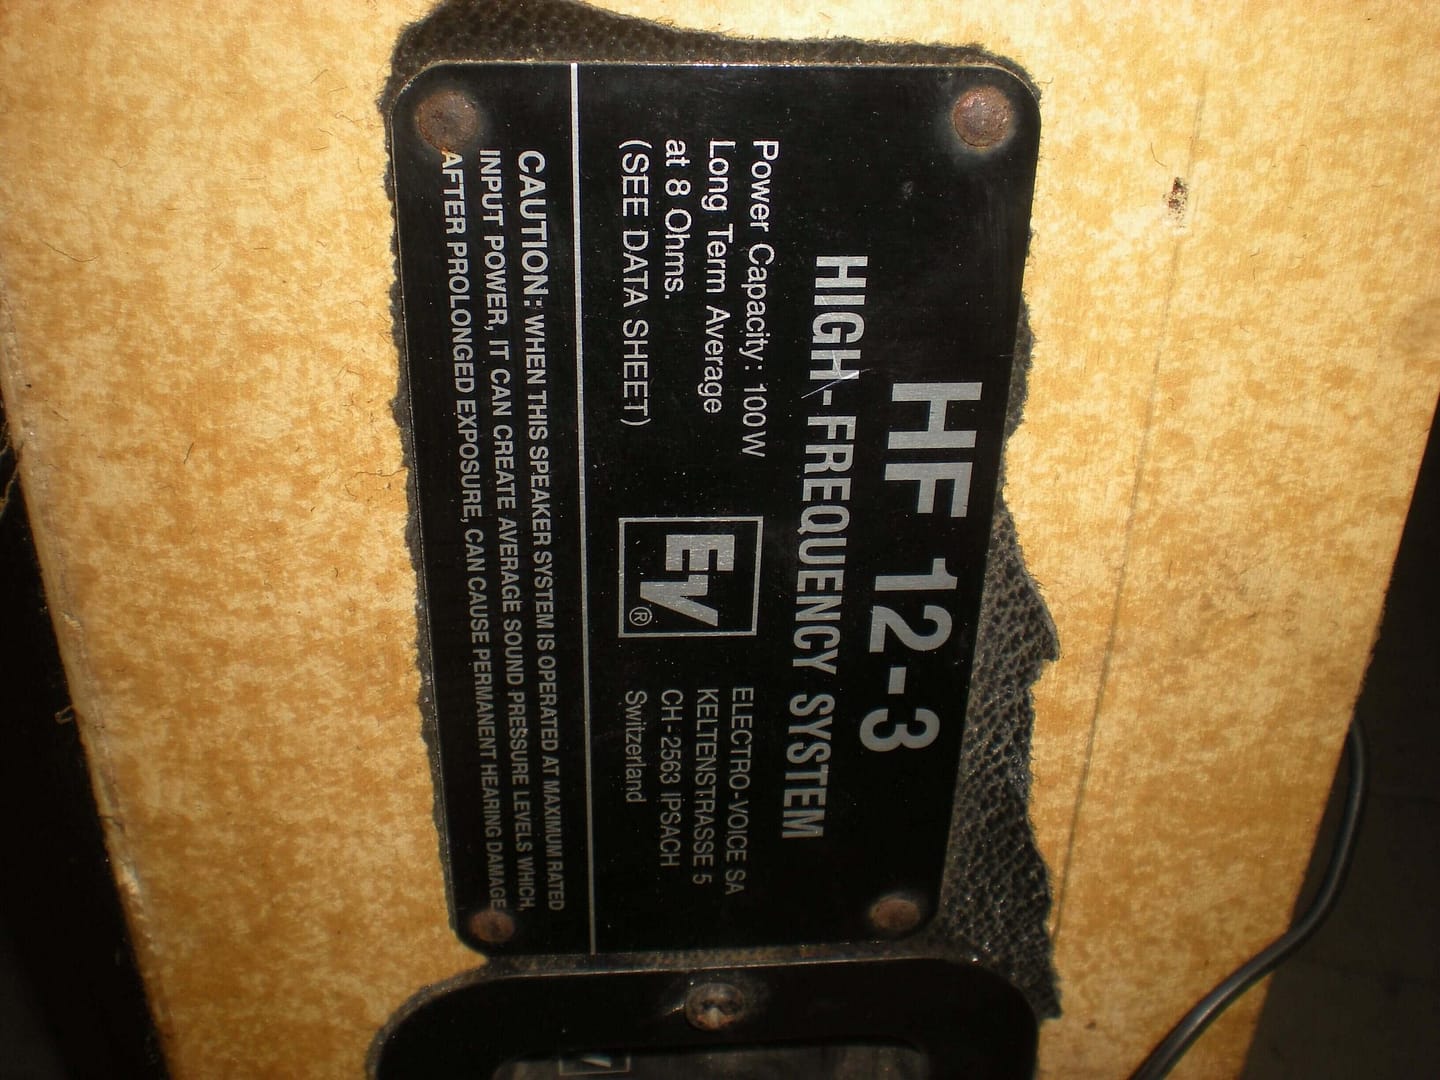 HF 12-3
HIGH-FREQUENCY SYSTEM
Power Capacity: 100W
Long Term Average
at 8 Ohms.
(SEE DATA SHEET)
EV®
ELECTRO-VOICE SA
KELTENSTRASSE 5
CH-2563 IPSACH
Switzerland
CAUTION: WHEN THIS SPEAKER SYSTEM IS OPERATED AT MAXIMUM RATED
INPUT POWER, IT CAN CREATE AVERAGE SOUND PRESSURE LEVELS WHICH,
AFTER PROLONGED EXPOSURE, CAN CAUSE PERMANENT HEARING DAMAGE